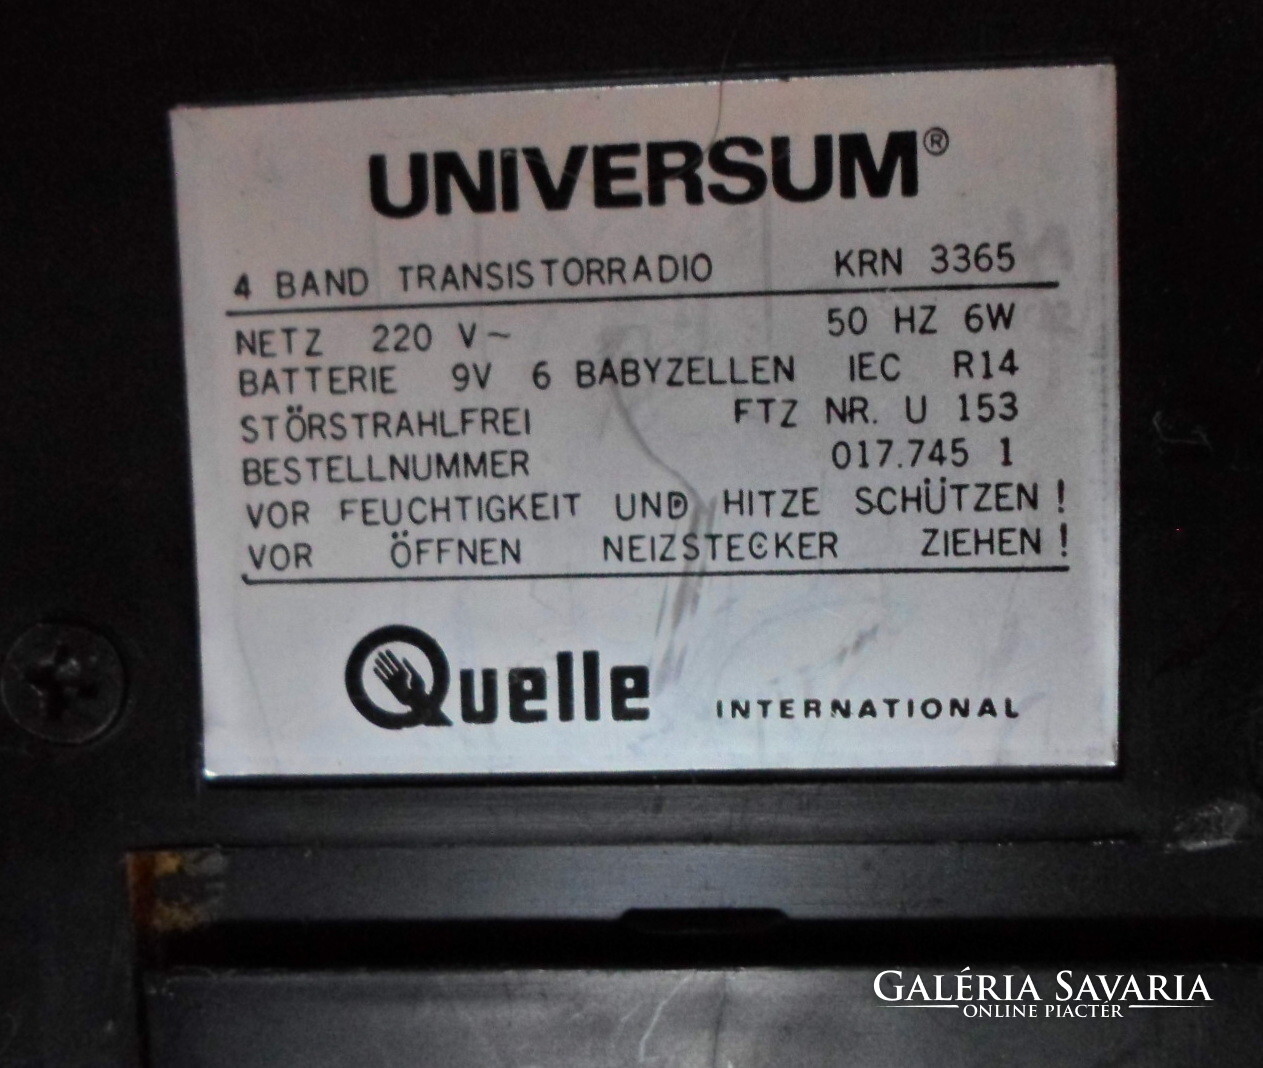 UNIVERSUM®
4 BAND TRANSISTORRADIO KRN 3365
NETZ 220 V~ 50 HZ 6W
BATTERIE 9V 6 BABYZELLEN IEC R14
STÖRSTRAHLFREI FTZ NR. U 153
BESTELLNUMMER 017.745 1
VOR FEUCHTIGKEIT UND HITZE SCHÜTZEN !
VOR ÖFFNEN NEIZSTECKER ZIEHEN !
Quelle INTERNATIONAL
GALÉRIA SAVARIA
ONLINE PIACTÉR